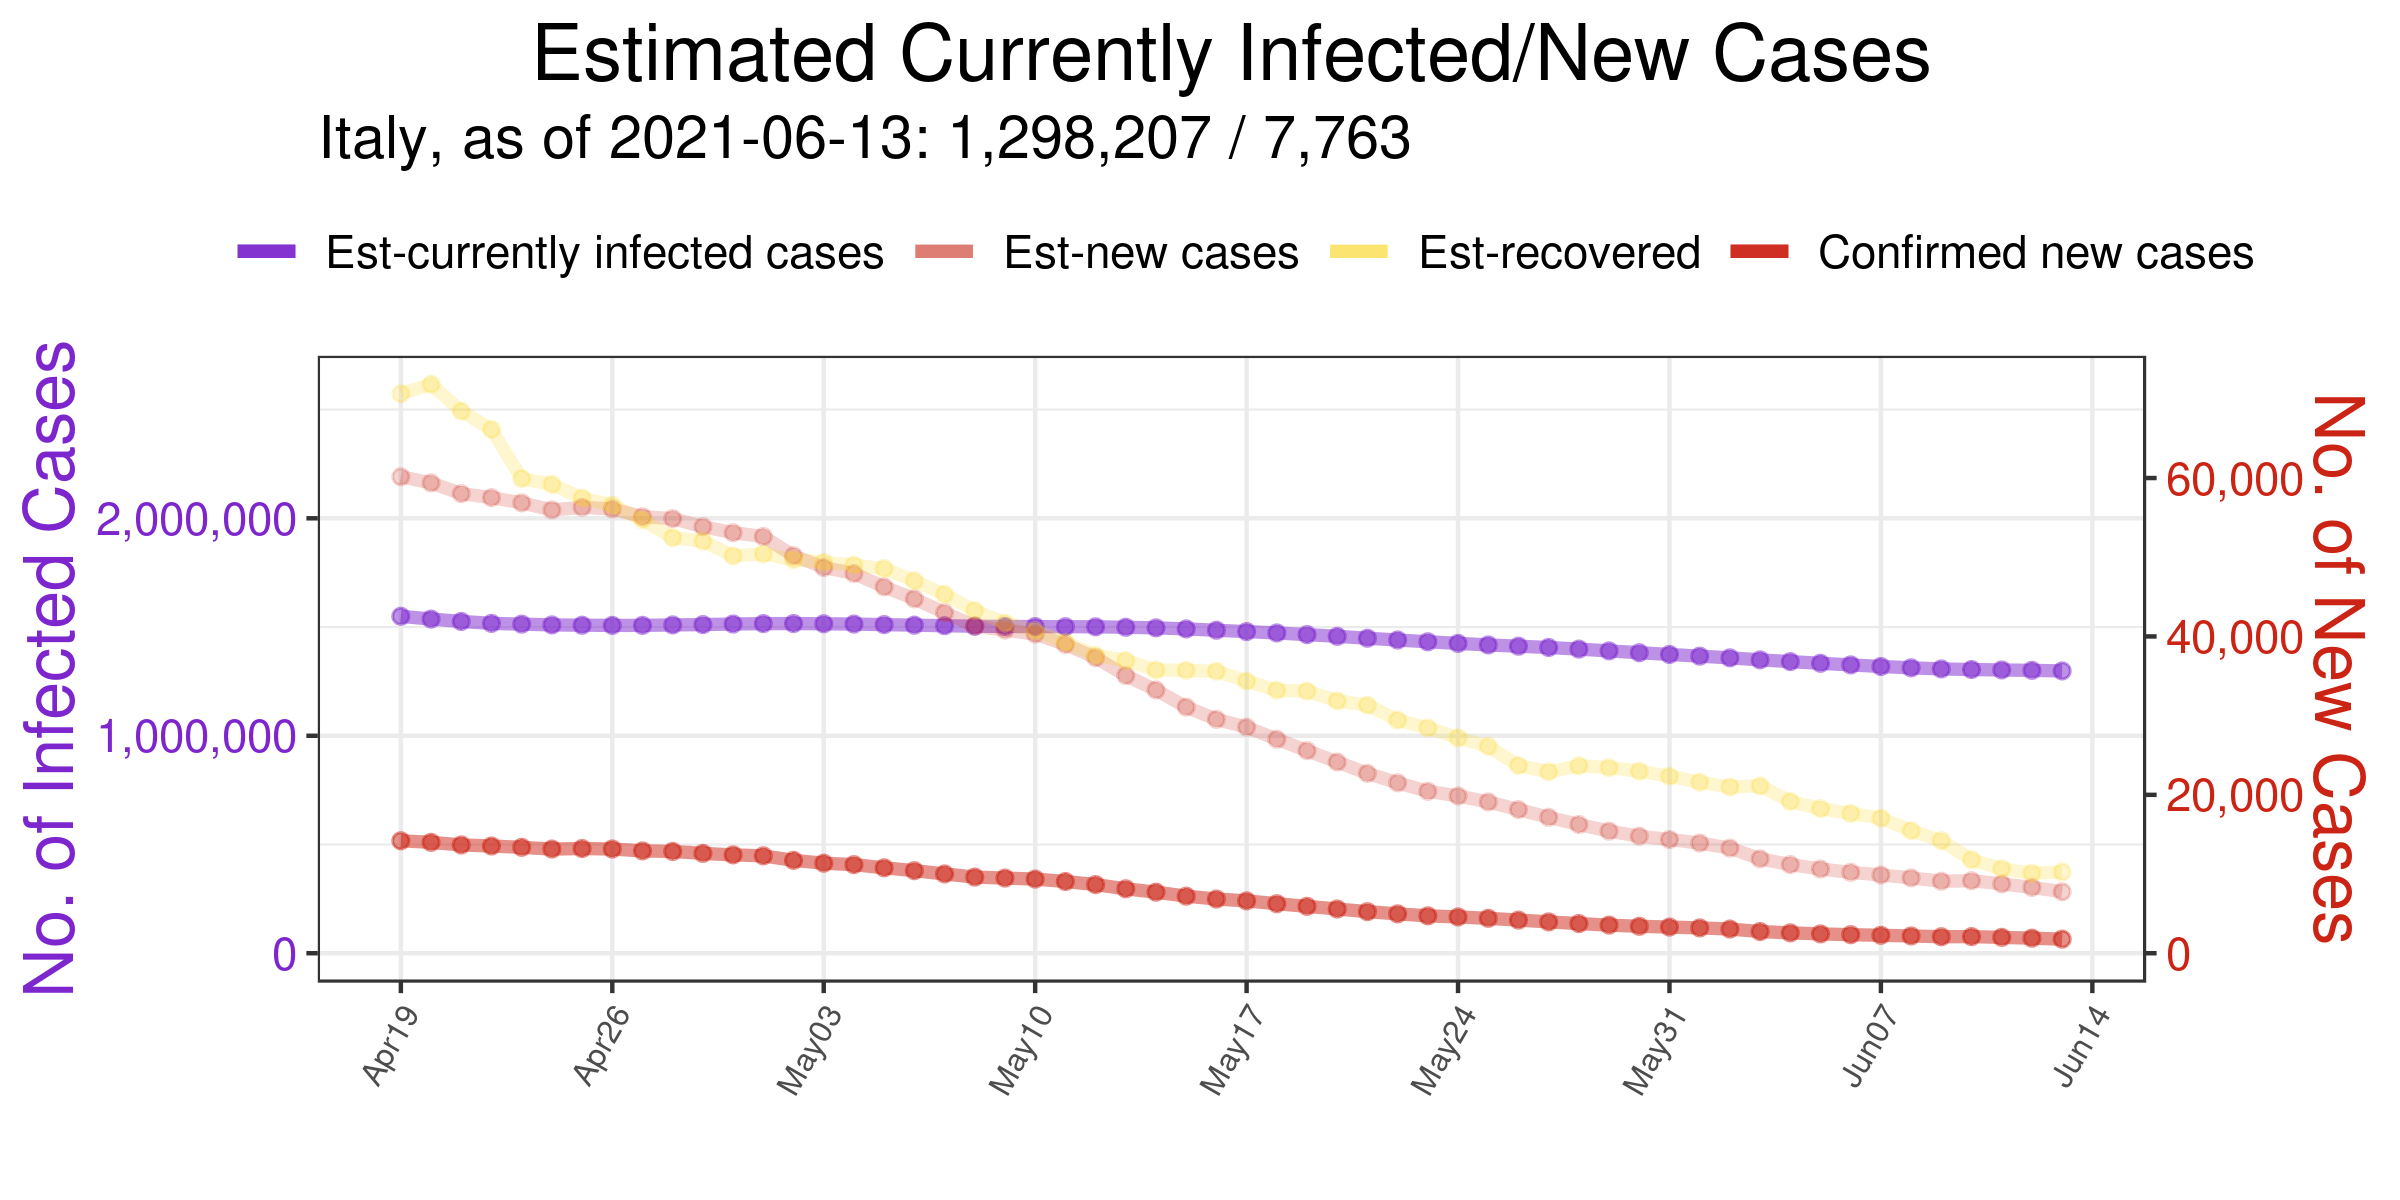 Estimated Currently Infected/New Cases
Italy, as of 2021-06-13: 1,298,207 / 7,763
Est-currently infected cases Est-new cases Est-recovered Confirmed new cases
No. of Infected Cases
2,000,000
1,000,000
0
60,000
40,000
20,000
0
No. of New Cases
Apr19 Apr26 May03 May10 May17 May24 May31 Jun07 Jun14